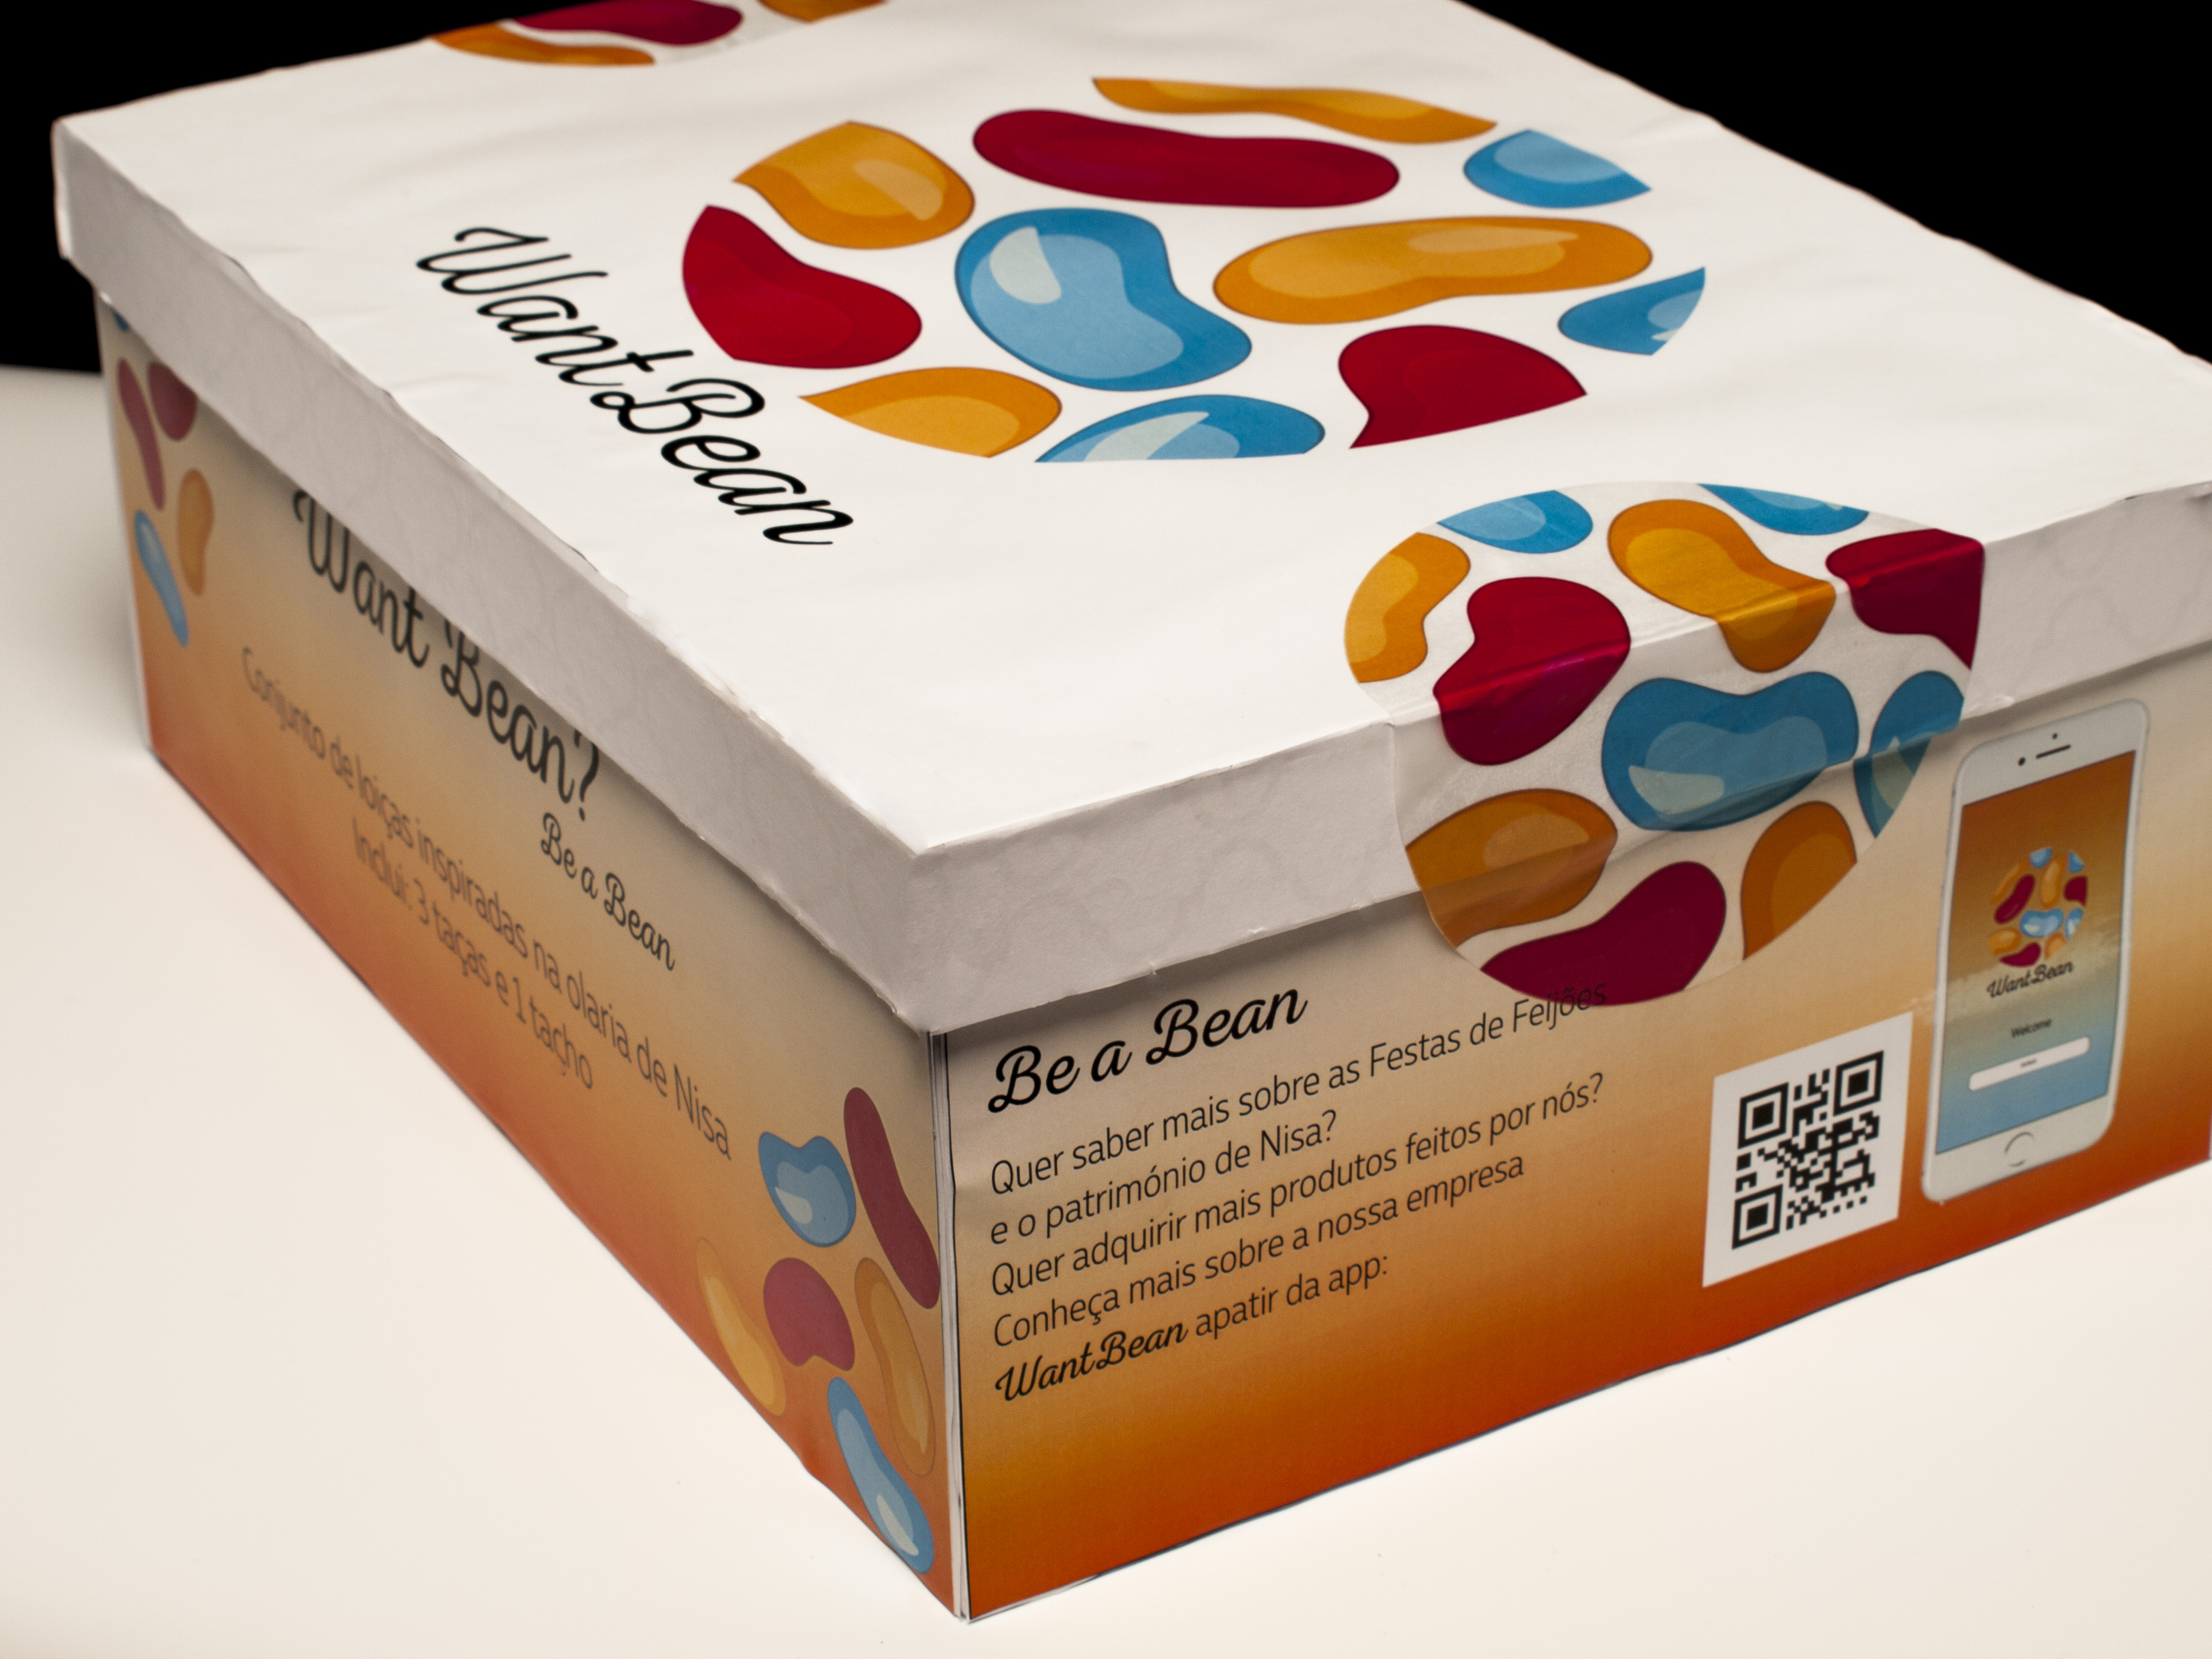 WantBean
Want Bean?
Be a Bean
Conjunto de loiças inspiradas na olaria de Nisa
Inclui: 3 taças e 1 tacho
Be a Bean
Quer saber mais sobre as Festas de Feijões
e o património de Nisa?
Quer adquirir mais produtos feitos por nós?
Conheça mais sobre a nossa empresa
WantBean apatir da app:
WantBean
Welcome